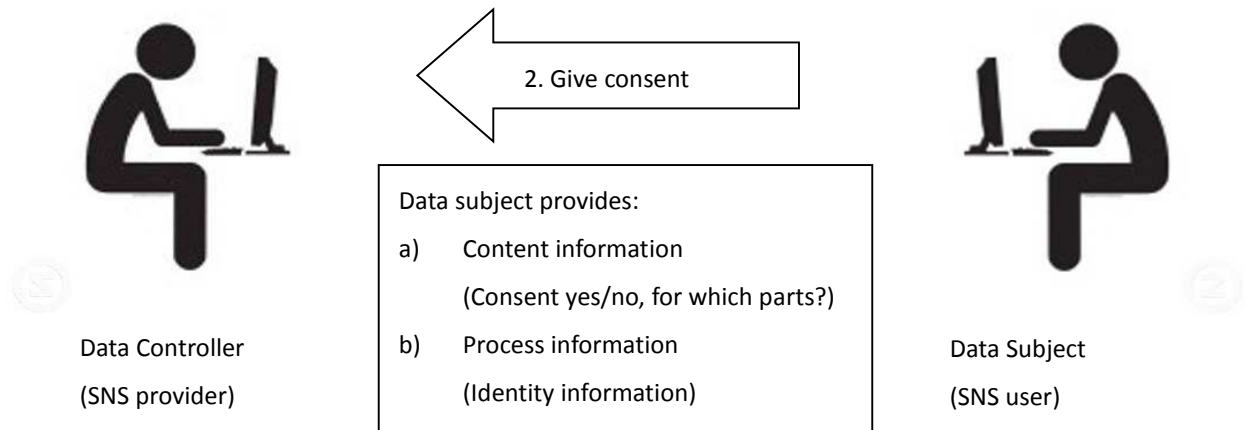 2. Give consent
Data subject provides:
a) Content information
(Consent yes/no, for which parts?)
b) Process information
(Identity information)
Data Controller
(SNS provider)
Data Subject
(SNS user)